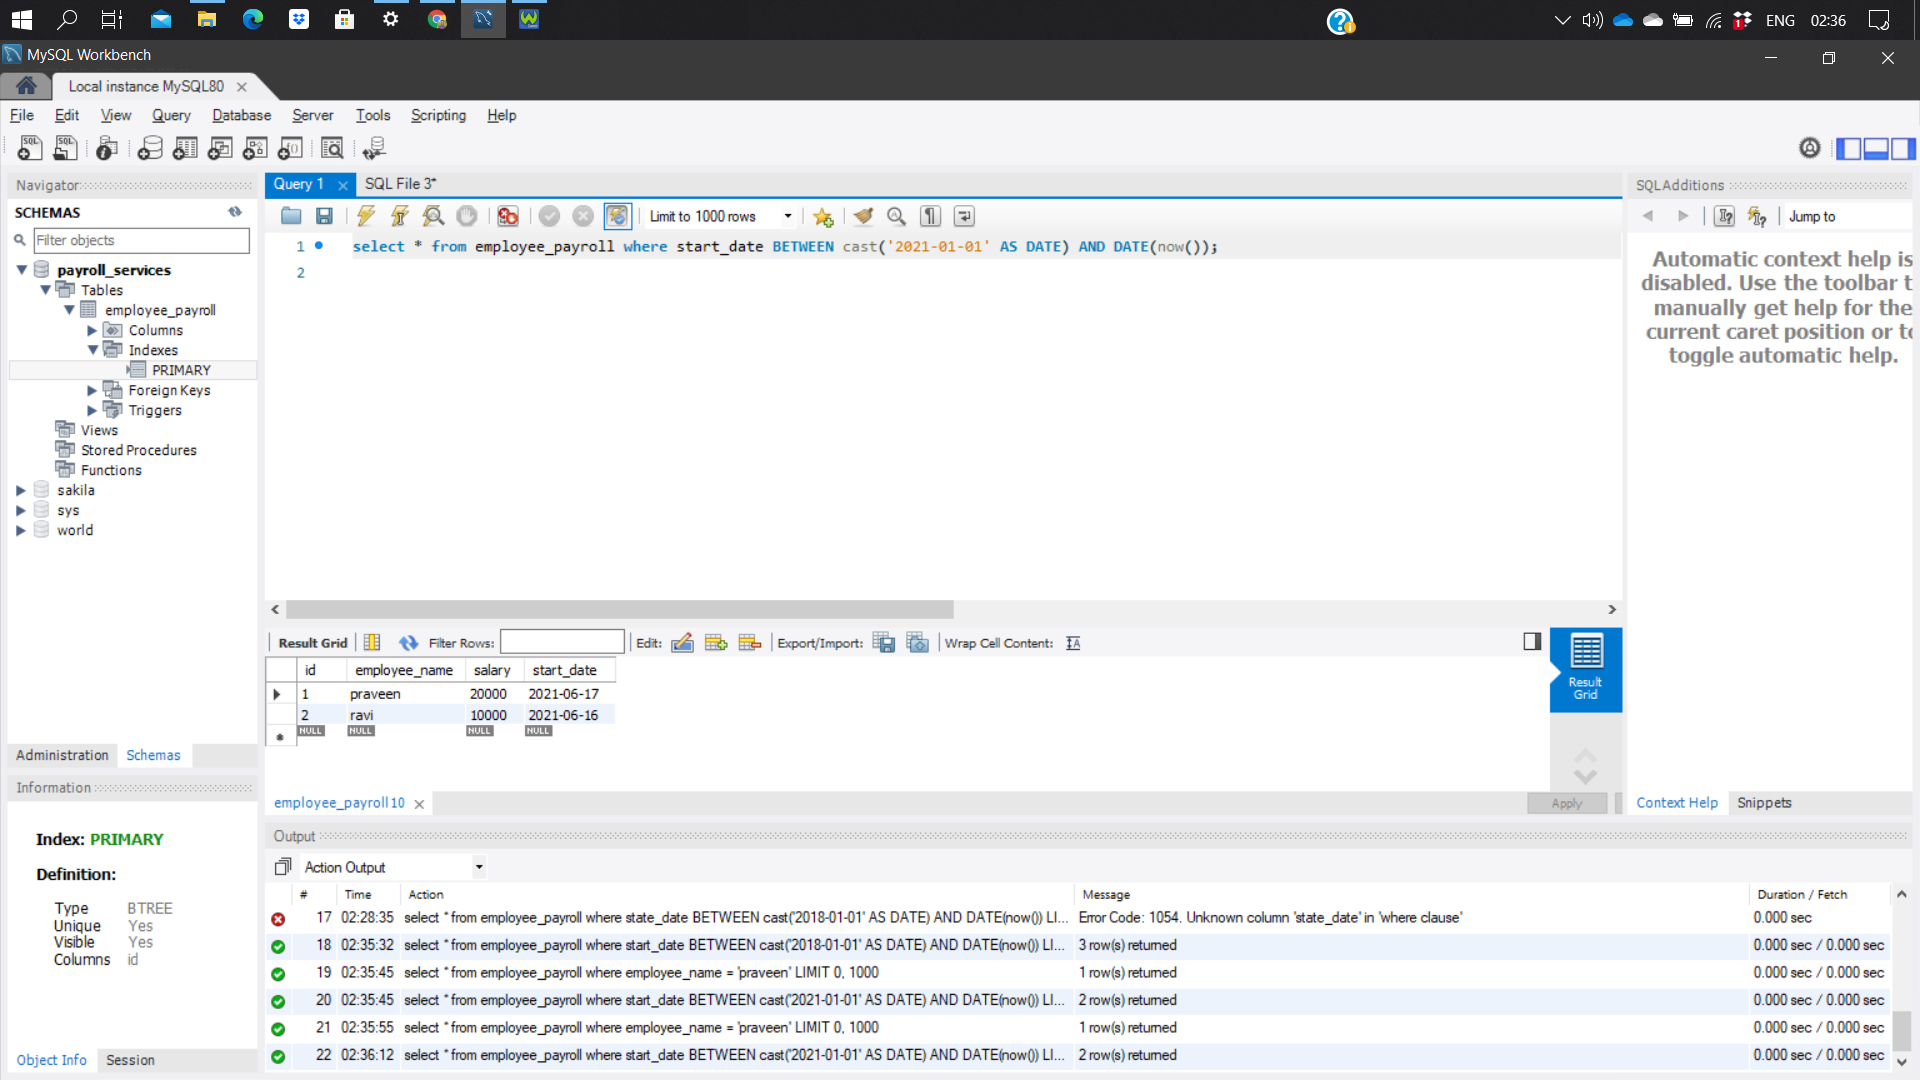 ENG 02:36
MySQL Workbench
Local instance MySQL80
File Edit View Query Database Server Tools Scripting Help
Navigator
SCHEMAS
Filter objects
payroll_services
Tables
employee_payroll
Columns
Indexes
PRIMARY
Foreign Keys
Triggers
Views
Stored Procedures
Functions
sakila
sys
world
Administration Schemas
Information
Index: PRIMARY
Definition:
Type BTREE
Unique Yes
Visible Yes
Columns id
Object Info Session
Query 1 SQL File 3*
Limit to 1000 rows
1 select * from employee_payroll where start_date BETWEEN cast('2021-01-01' AS DATE) AND DATE(now());
2
Result Grid Filter Rows: Edit: Export/Import: Wrap Cell Content:
id employee_name salary start_date
1 praveen 20000 2021-06-17
2 ravi 10000 2021-06-16
NULL NULL NULL NULL
Result
Grid
employee_payroll 10
Apply
SQLAdditions
Jump to
Automatic context help is
disabled. Use the toolbar t
manually get help for the
current caret position or to
toggle automatic help.
Context Help Snippets
Output
Action Output
# Time Action Message Duration / Fetch
17 02:28:35 select * from employee_payroll where state_date BETWEEN cast('2018-01-01' AS DATE) AND DATE(now()) LI... Error Code: 1054. Unknown column 'state_date' in 'where clause' 0.000 sec
18 02:35:32 select * from employee_payroll where start_date BETWEEN cast('2018-01-01' AS DATE) AND DATE(now()) LI... 3 row(s) returned 0.000 sec / 0.000 sec
19 02:35:45 select * from employee_payroll where employee_name = 'praveen' LIMIT 0, 1000 1 row(s) returned 0.000 sec / 0.000 sec
20 02:35:45 select * from employee_payroll where start_date BETWEEN cast('2021-01-01' AS DATE) AND DATE(now()) LI... 2 row(s) returned 0.000 sec / 0.000 sec
21 02:35:55 select * from employee_payroll where employee_name = 'praveen' LIMIT 0, 1000 1 row(s) returned 0.000 sec / 0.000 sec
22 02:36:12 select * from employee_payroll where start_date BETWEEN cast('2021-01-01' AS DATE) AND DATE(now()) LI... 2 row(s) returned 0.000 sec / 0.000 sec